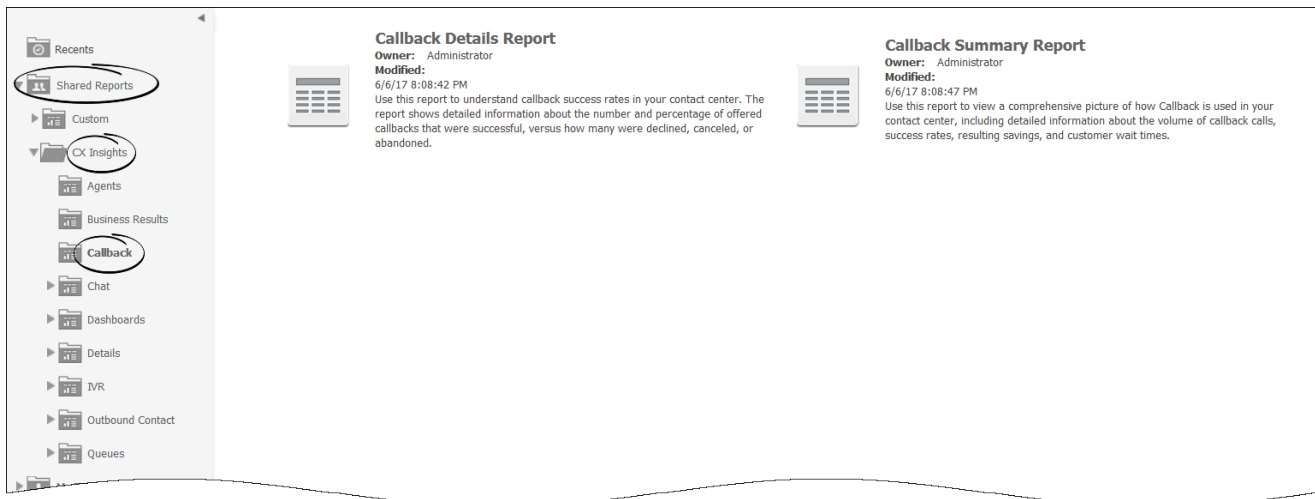 Recents
Shared Reports
Custom
CX Insights
Agents
Business Results
Callback
Chat
Dashboards
Details
IVR
Outbound Contact
Queues
Callback Details Report
Owner: Administrator
Modified:
6/6/17 8:08:42 PM
Use this report to understand callback success rates in your contact center. The
report shows detailed information about the number and percentage of offered
callbacks that were successful, versus how many were declined, canceled, or
abandoned.
Callback Summary Report
Owner: Administrator
Modified:
6/6/17 8:08:47 PM
Use this report to view a comprehensive picture of how Callback is used in your
contact center, including detailed information about the volume of callback calls,
success rates, resulting savings, and customer wait times.